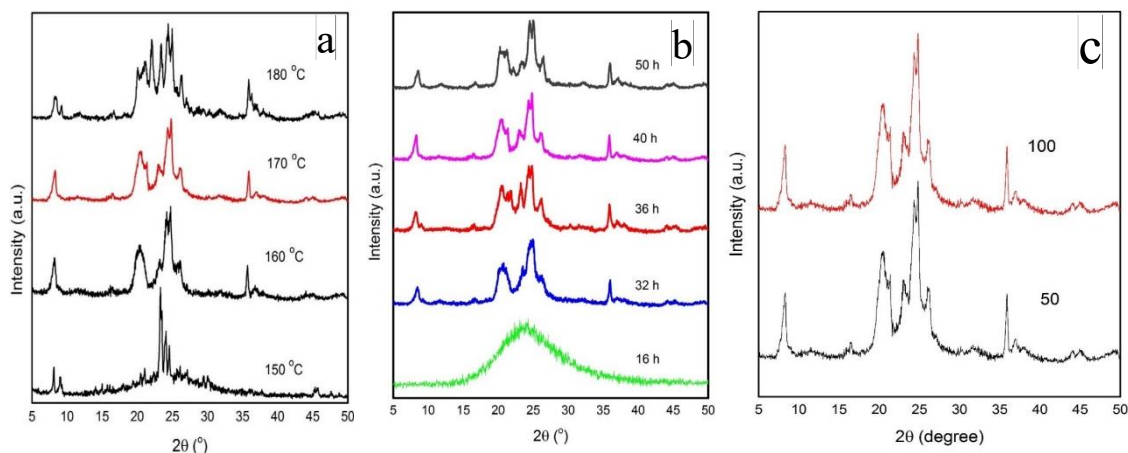 a
180 °C
170 °C
160 °C
150 °C
Intensity (a.u.)
5 10 15 20 25 30 35 40 45 50
2θ (°)
b
50 h
40 h
36 h
32 h
16 h
Intensity (a.u.)
5 10 15 20 25 30 35 40 45 50
2θ (°)
c
100
50
Intensity (a.u.)
5 10 15 20 25 30 35 40 45 50
2θ (degree)